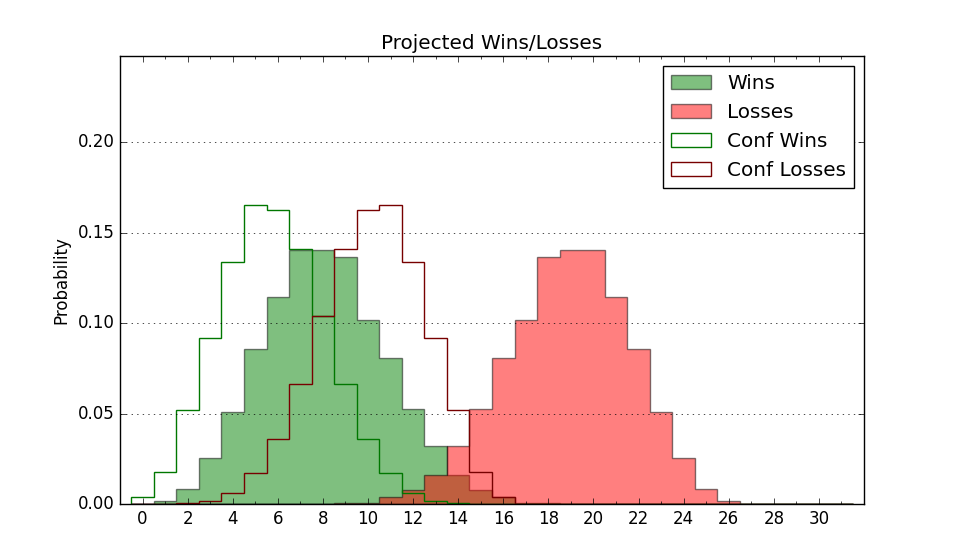 Projected Wins/Losses
Wins
Losses
Conf Wins
Conf Losses
Probability
0.20
0.15
0.10
0.05
0.00
0 2 4 6 8 10 12 14 16 18 20 22 24 26 28 30